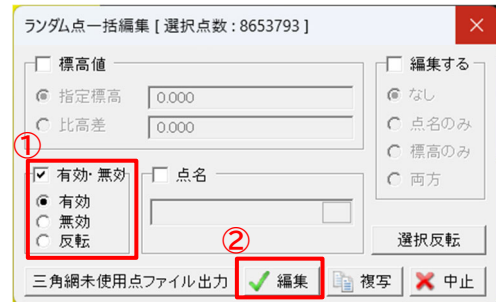 ランダム点一括編集 [ 選択点数 : 8653793 ]
標高値
指定標高 0.000
比高差 0.000
編集する
なし
点名のみ
標高のみ
両方
①
有効・無効
有効
無効
反転
点名
選択反転
②
三角網未使用点ファイル出力 編集 複写 中止